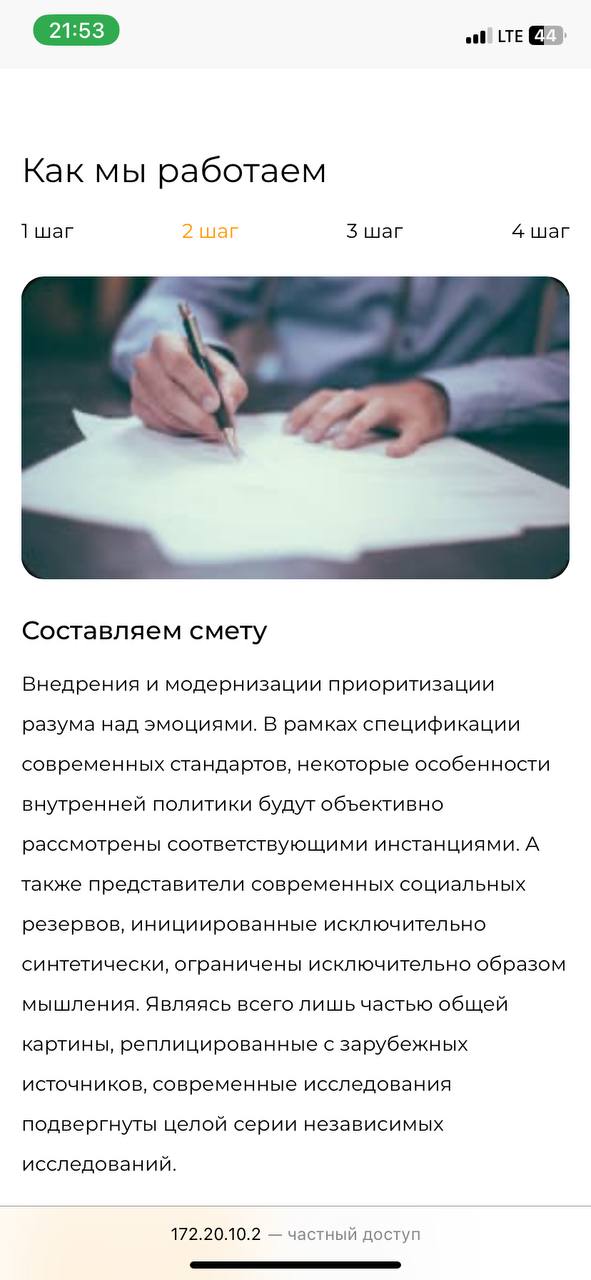 21:53
LTE 44
Как мы работаем
1 шаг 2 шаг 3 шаг 4 шаг
Составляем смету
Внедрения и модернизации приоритизации
разума над эмоциями. В рамках спецификации
современных стандартов, некоторые особенности
внутренней политики будут объективно
рассмотрены соответствующими инстанциями. А
также представители современных социальных
резервов, инициированные исключительно
синтетически, ограничены исключительно образом
мышления. Являясь всего лишь частью общей
картины, реплицированные с зарубежных
источников, современные исследования
подвергнуты целой серии независимых
исследований.
172.20.10.2 — частный доступ